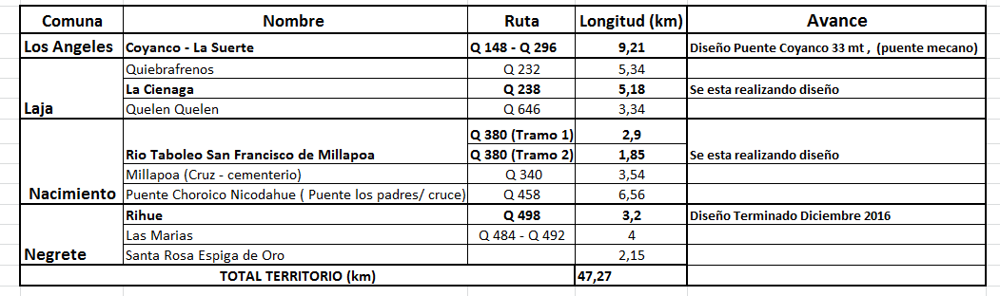 Comuna Nombre Ruta Longitud (km) Avance
Los Angeles Coyanco - La Suerte Q 148 - Q 296 9,21 Diseño Puente Coyanco 33 mt , (puente mecano)
Quiebrafrenos Q 232 5,34
La Cienaga Q 238 5,18 Se esta realizando diseño
Laja Quelen Quelen Q 646 3,34
Q 380 (Tramo 1) 2,9
Rio Taboleo San Francisco de Millapoa Q 380 (Tramo 2) 1,85 Se esta realizando diseño
Millapoa (Cruz - cementerio) Q 340 3,54
Nacimiento Puente Choroico Nicodahue ( Puente los padres/ cruce) Q 458 6,56
Rihue Q 498 3,2 Diseño Terminado Diciembre 2016
Las Marias Q 484 - Q 492 4
Negrete Santa Rosa Espiga de Oro 2,15
TOTAL TERRITORIO (km) 47,27